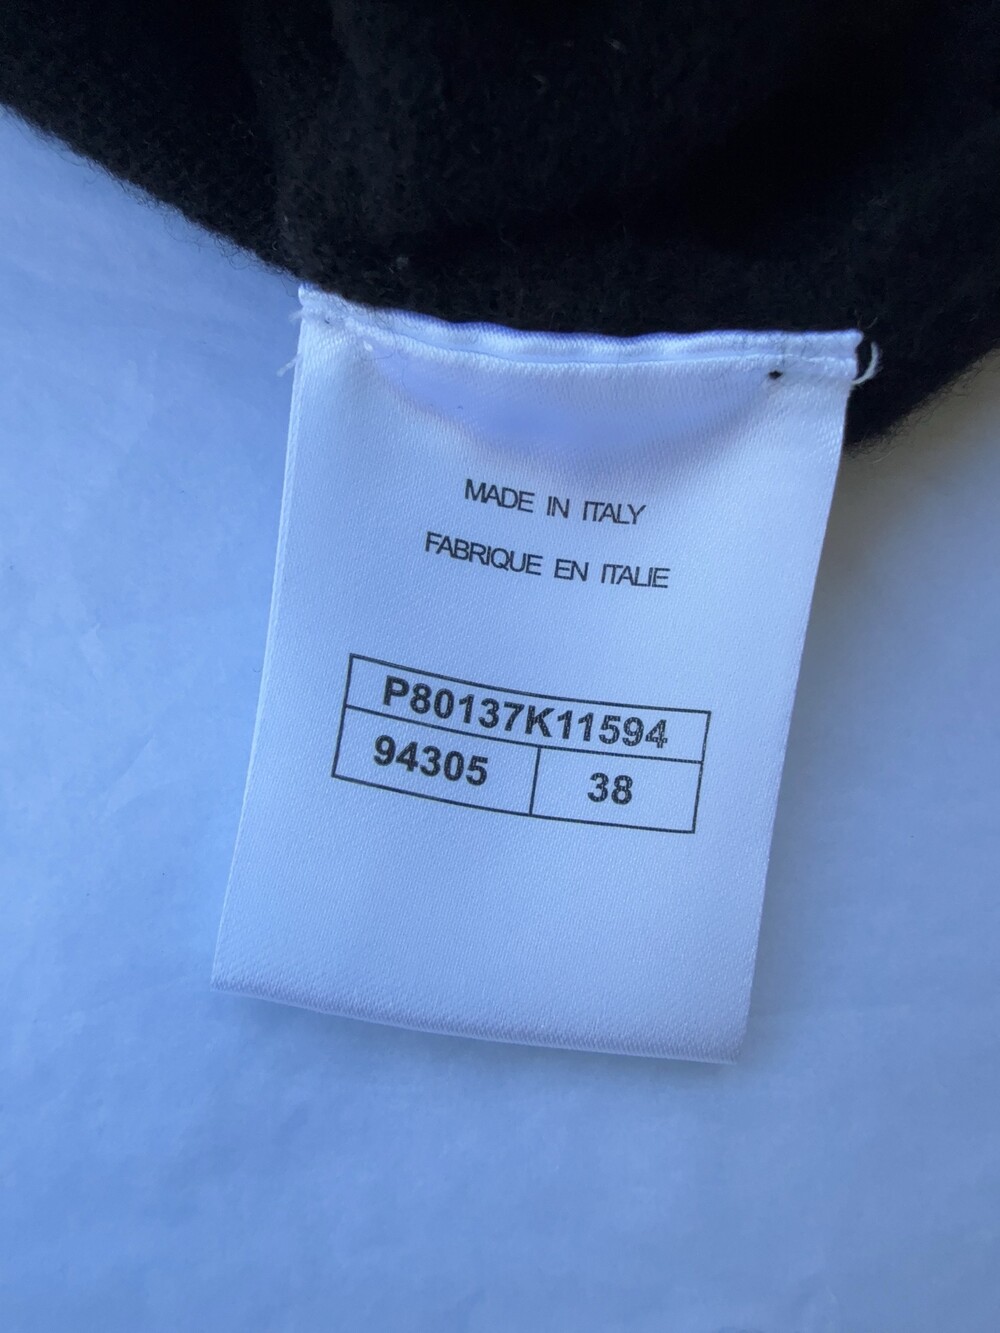 MADE IN ITALY
FABRIQUE EN ITALIE
P80137K11594
94305 38